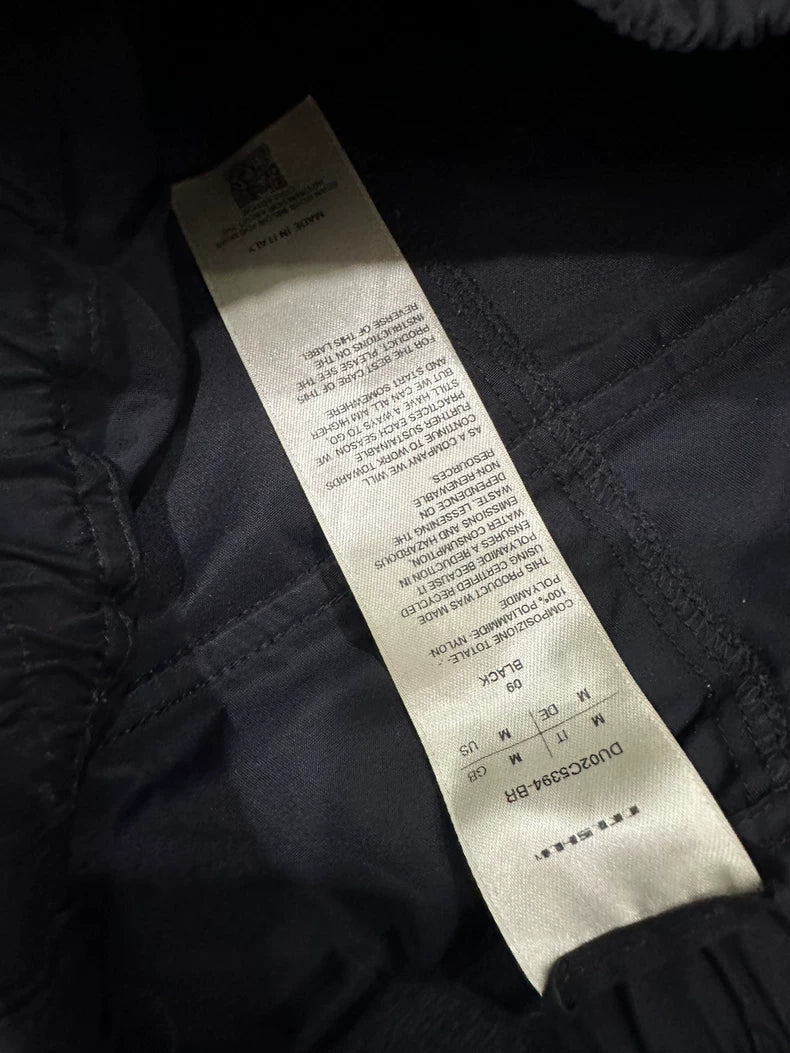 DU02C5394-BR
M IT M GB
M DE M US
09
BLACK
COMPOSIZIONE TOTALE-
100% POLIAMMIDE: NYLON-
POLYAMIDE
THIS PRODUCT WAS MADE
USING CERTIFIED RECYCLED
POLYAMIDE BECAUSE IT
ENSURES A REDUCTION IN
WATER CONSUMPTION,
EMISSIONS AND HAZARDOUS
WASTE, LESSENING THE
DEPENDENCE ON
NON-RENEWABLE
RESOURCES
AS A COMPANY WE WILL
CONTINUE TO WORK TOWARDS
FURTHER SUSTAINABLE
PRACTICES EACH SEASON. WE
STILL HAVE A WAYS TO GO,
BUT WE CAN ALL AIM HIGHER
AND START SOMEWHERE
FOR THE BEST CARE OF THIS
PRODUCT, PLEASE SEE THE
INSTRUCTIONS ON THE
REVERSE OF THIS LABEL
MADE IN ITALY